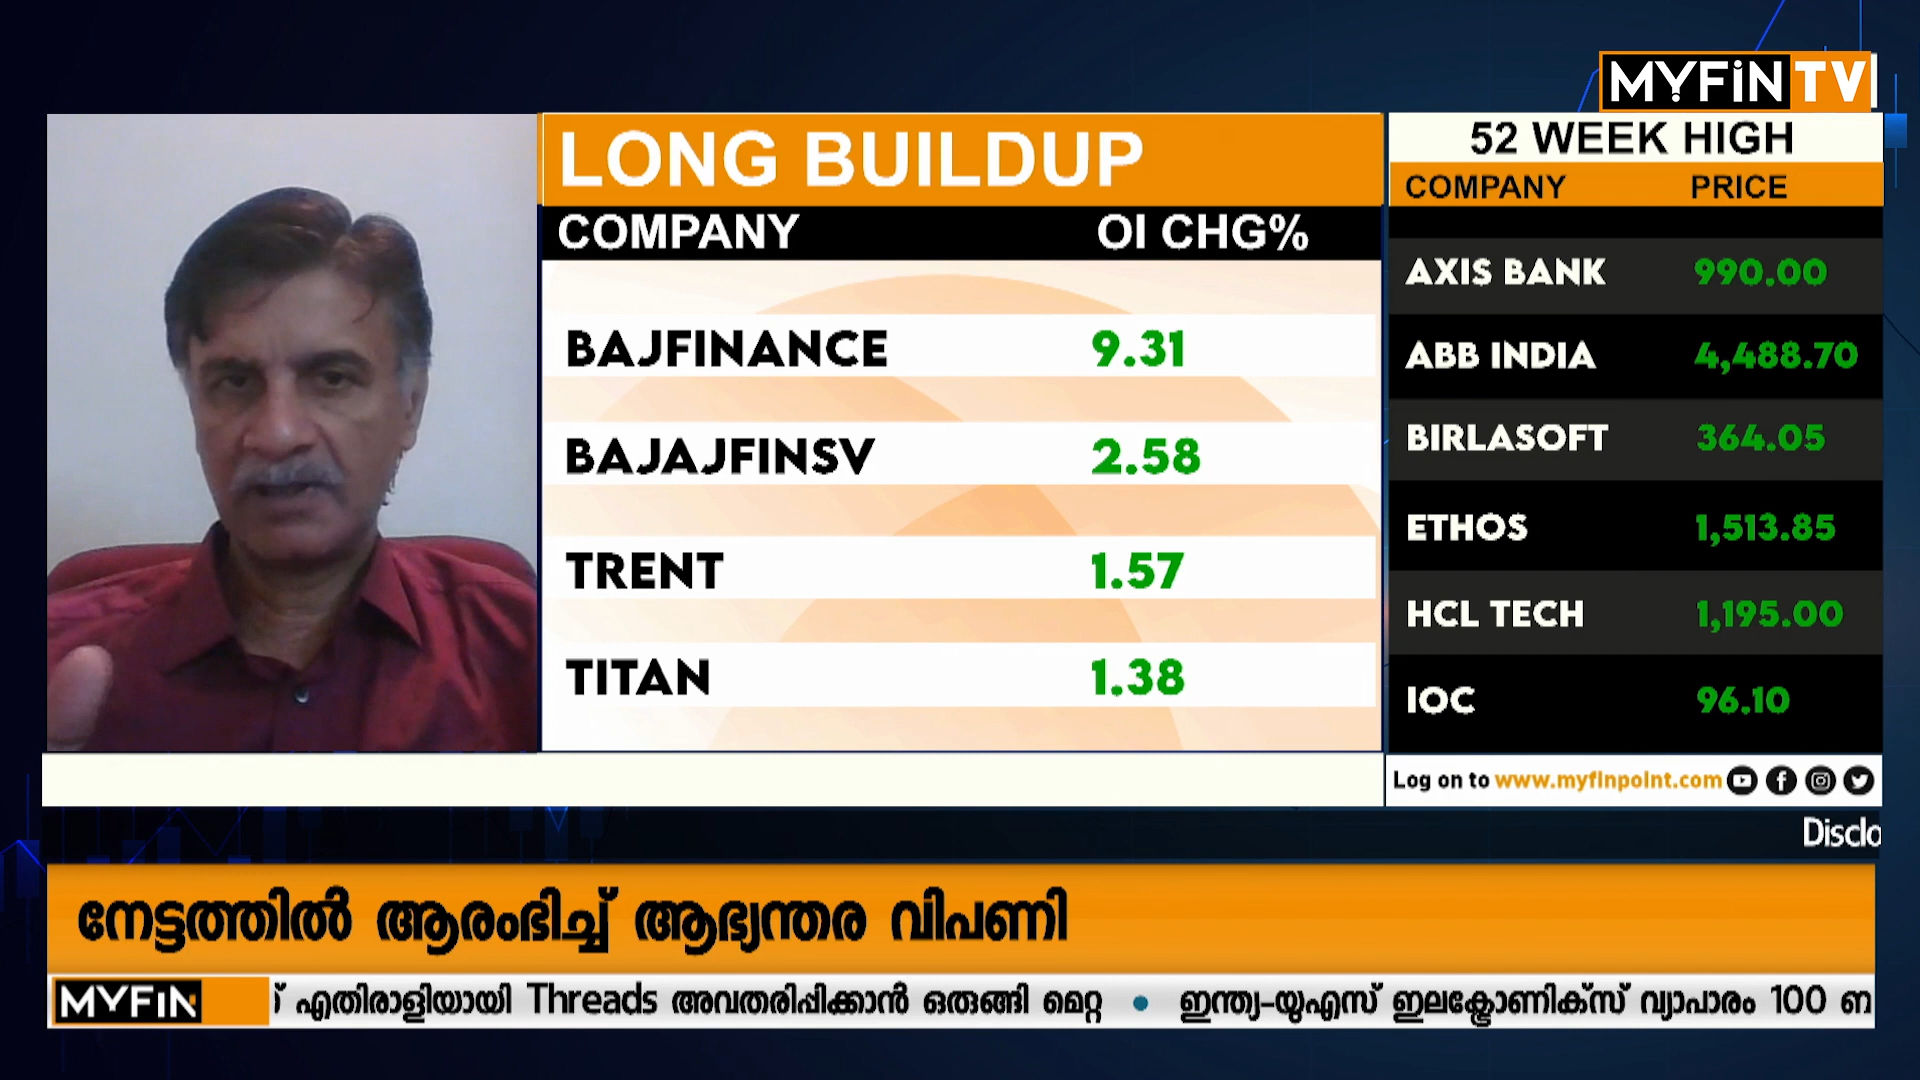 MYFiN TV
LONG BUILDUP
COMPANY OI CHG%
BAJFINANCE 9.31
BAJAJFINSV 2.58
TRENT 1.57
TITAN 1.38
52 WEEK HIGH
COMPANY PRICE
AXIS BANK 990.00
ABB INDIA 4,488.70
BIRLASOFT 364.05
ETHOS 1,513.85
HCL TECH 1,195.00
IOC 96.10
Log on to www.myfinpoint.com
Disclo
നേട്ടത്തിൽ ആരംഭിച്ച് ആഭ്യന്തര വിപണി
MYFiN
എതിരാളിയായി Threads അവതരിപ്പിക്കാൻ ഒരുങ്ങി മെറ്റ • ഇന്ത്യ-യുഎസ് ഇലക്ട്രോണിക്സ് വ്യാപാരം 100 ബ